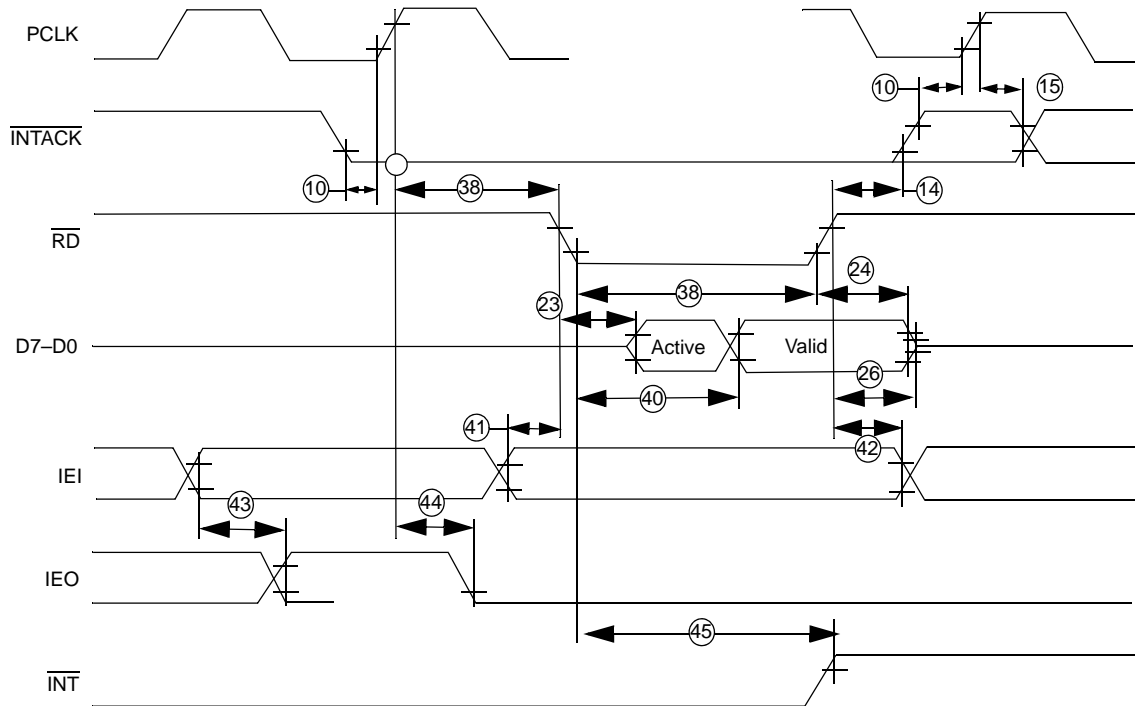 PCLK
10
15
INTACK
10
38
14
RD
24
23
38
D7–D0
Active
Valid
26
40
41
42
IEI
43
44
IEO
45
INT